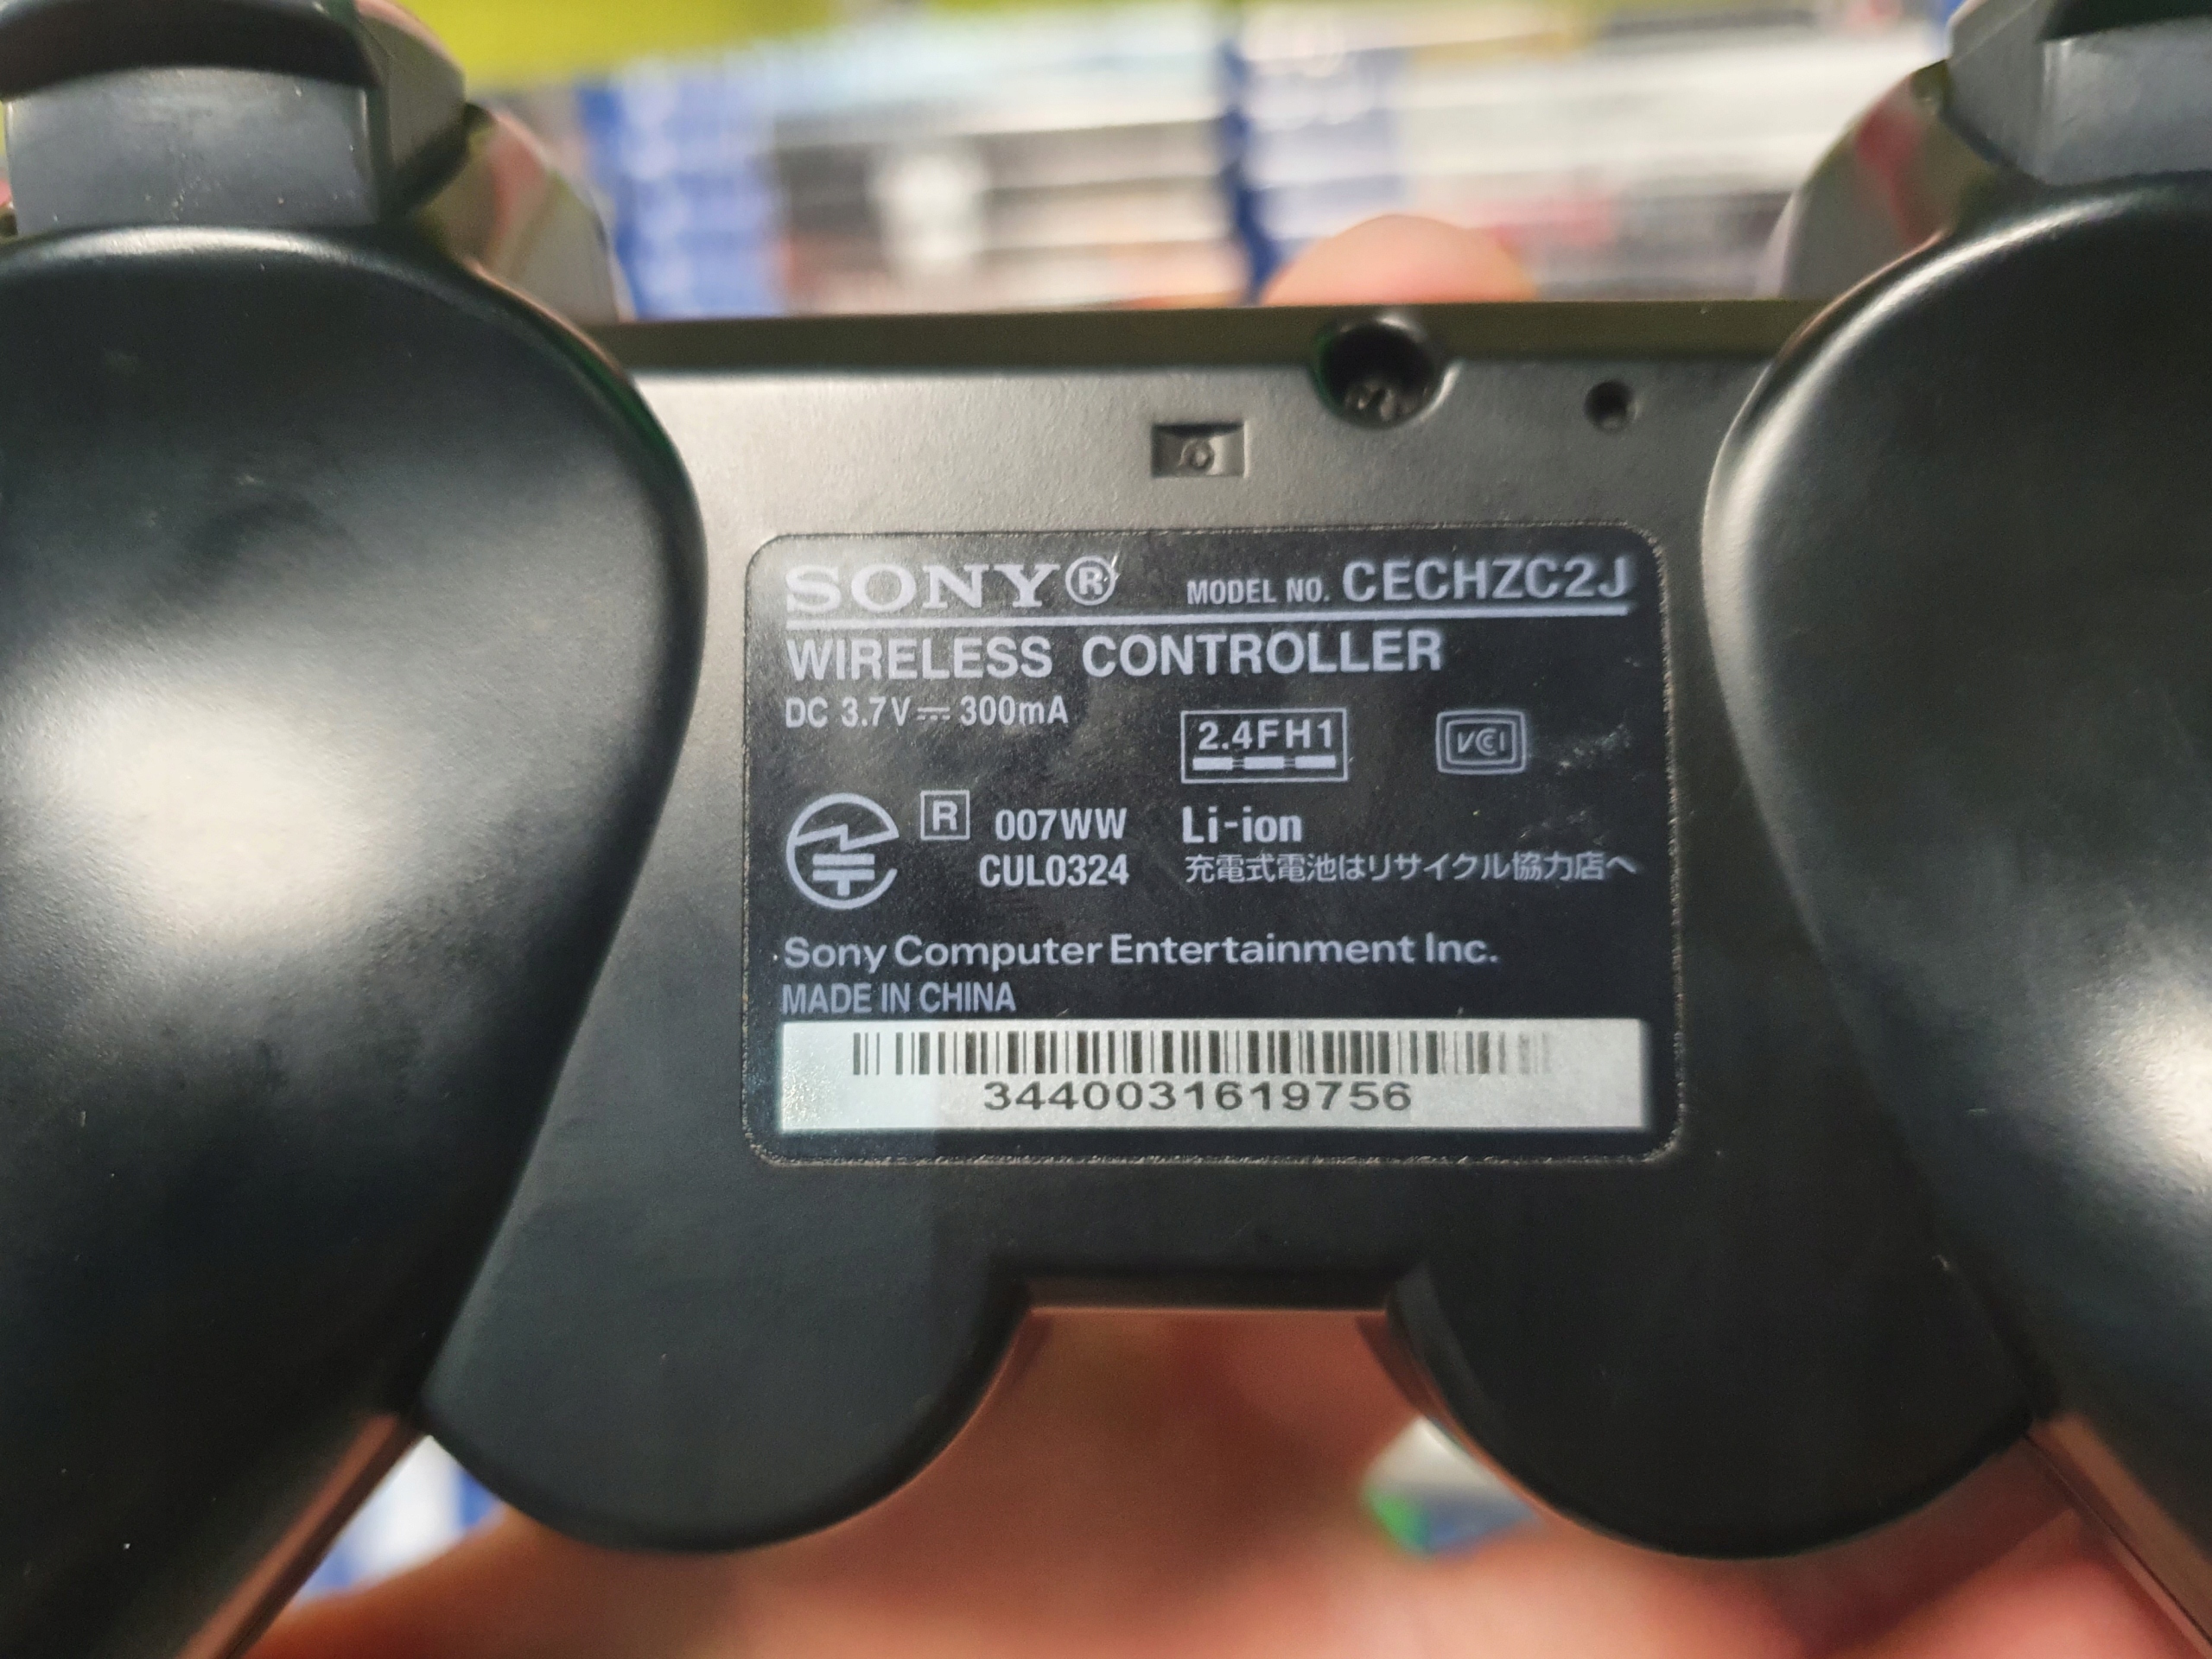 SONY® MODEL NO. CECHZC2J
WIRELESS CONTROLLER
DC 3.7V⎓300mA
2.4FH1
VCI
R 007WW
CUL0324
Li-ion
充電式電池はリサイクル協力店へ
Sony Computer Entertainment Inc.
MADE IN CHINA
3440031619756